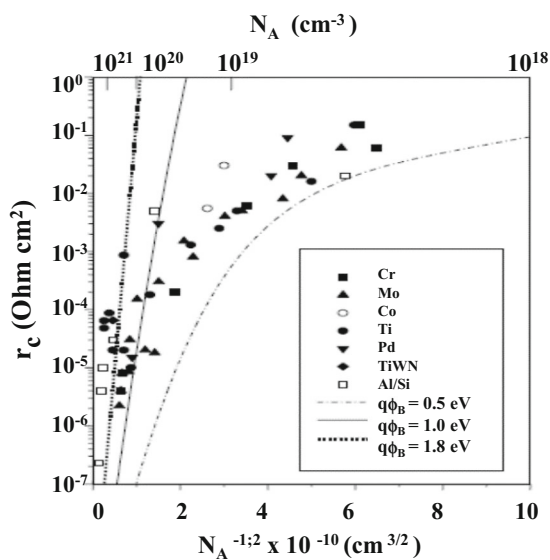 N_A (cm^-3)
10^21 10^20 10^19 10^18
10^0
10^-1
10^-2
10^-3
10^-4
10^-5
10^-6
10^-7
r_c (Ohm cm2)
Cr
Mo
Co
Ti
Pd
TiWN
Al/Si
qϕ_B = 0.5 eV
qϕ_B = 1.0 eV
qϕ_B = 1.8 eV
0 2 4 6 8 10
N_A^-1;2 x 10^-10 (cm^3/2)